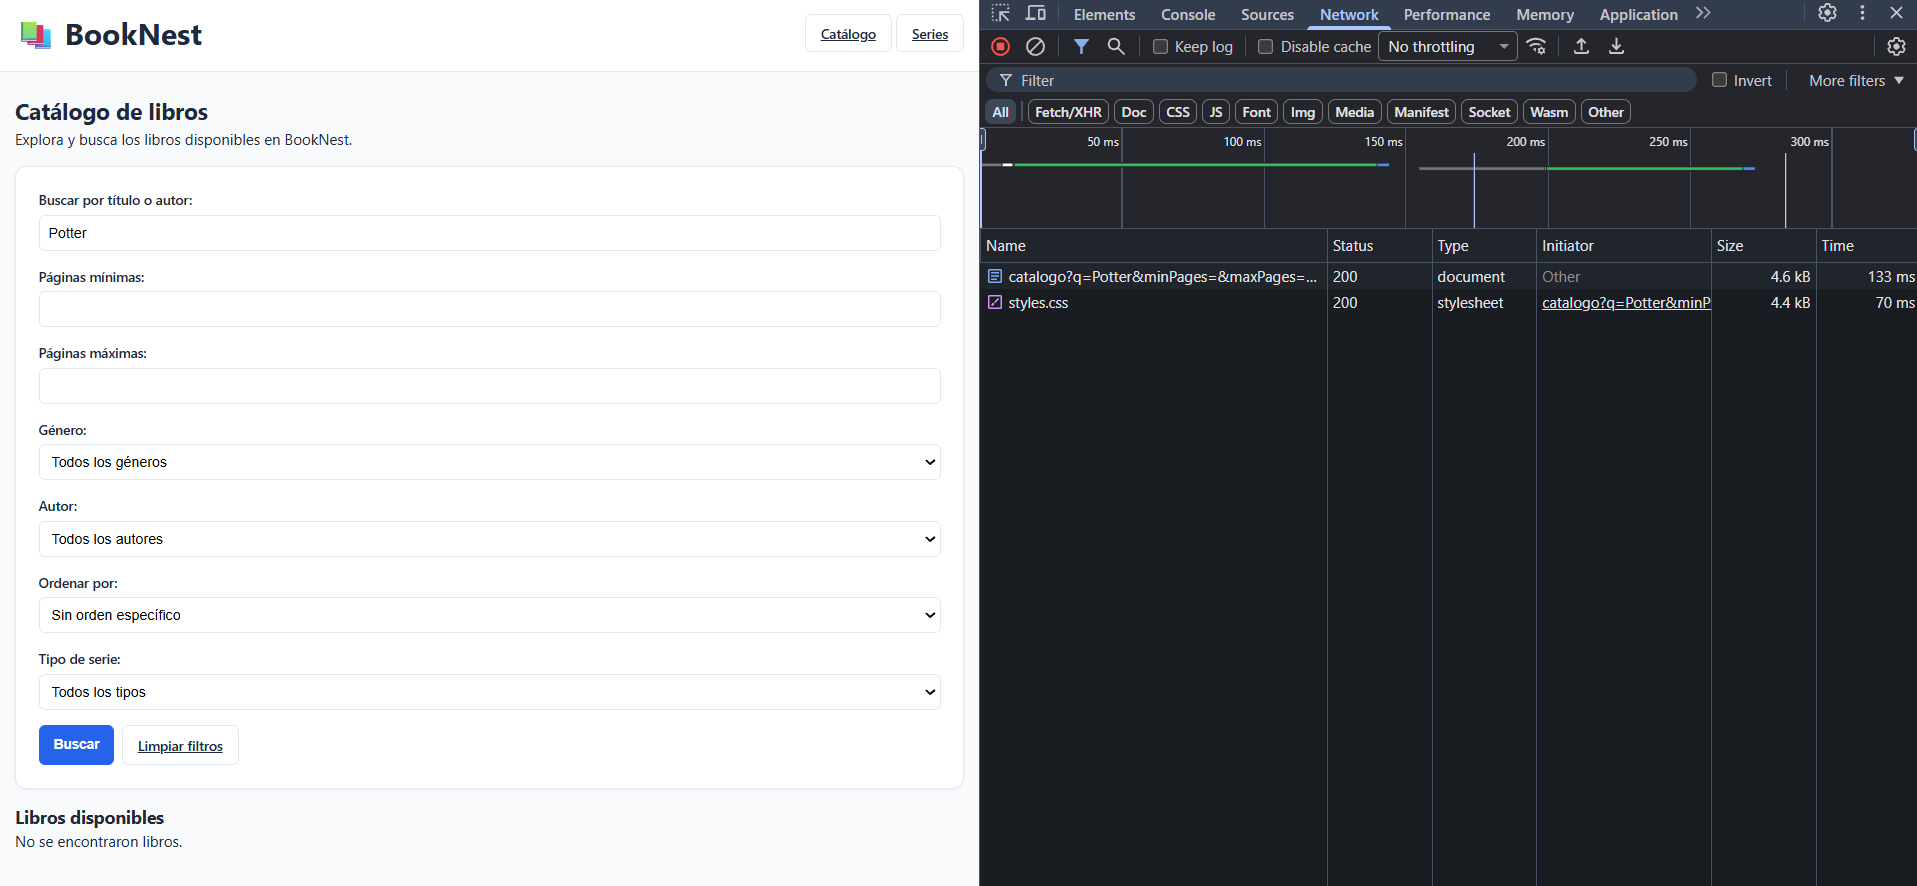 BookNest
Catálogo
Series
Catálogo de libros
Explora y busca los libros disponibles en BookNest.
Buscar por título o autor:
Potter
Páginas mínimas:
Páginas máximas:
Género:
Todos los géneros
Autor:
Todos los autores
Ordenar por:
Sin orden específico
Tipo de serie:
Todos los tipos
Buscar
Limpiar filtros
Libros disponibles
No se encontraron libros.
Elements Console Sources Network Performance Memory Application
Keep log Disable cache No throttling
Filter Invert More filters
All Fetch/XHR Doc CSS JS Font Img Media Manifest Socket Wasm Other
50 ms 100 ms 150 ms 200 ms 250 ms 300 ms
Name Status Type Initiator Size Time
catalogo?q=Potter&minPages=&maxPages=... 200 document Other 4.6 kB 133 ms
styles.css 200 stylesheet catalogo?q=Potter&minP 4.4 kB 70 ms